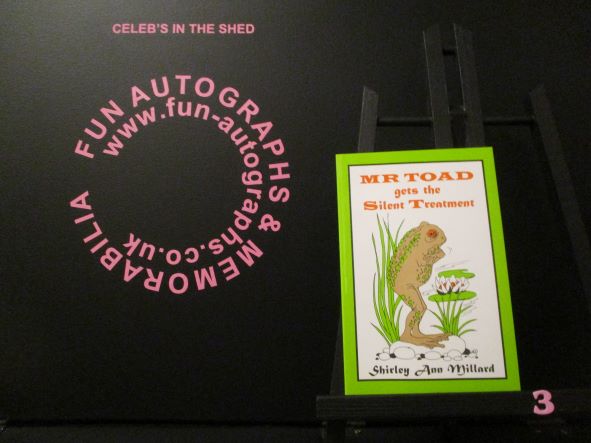 CELEB'S IN THE SHED
FUN AUTOGRAPHS & MEMORABILIA
www.fun-autographs.co.uk
MR TOAD
gets the
Silent Treatment
Shirley Ann Millard
3